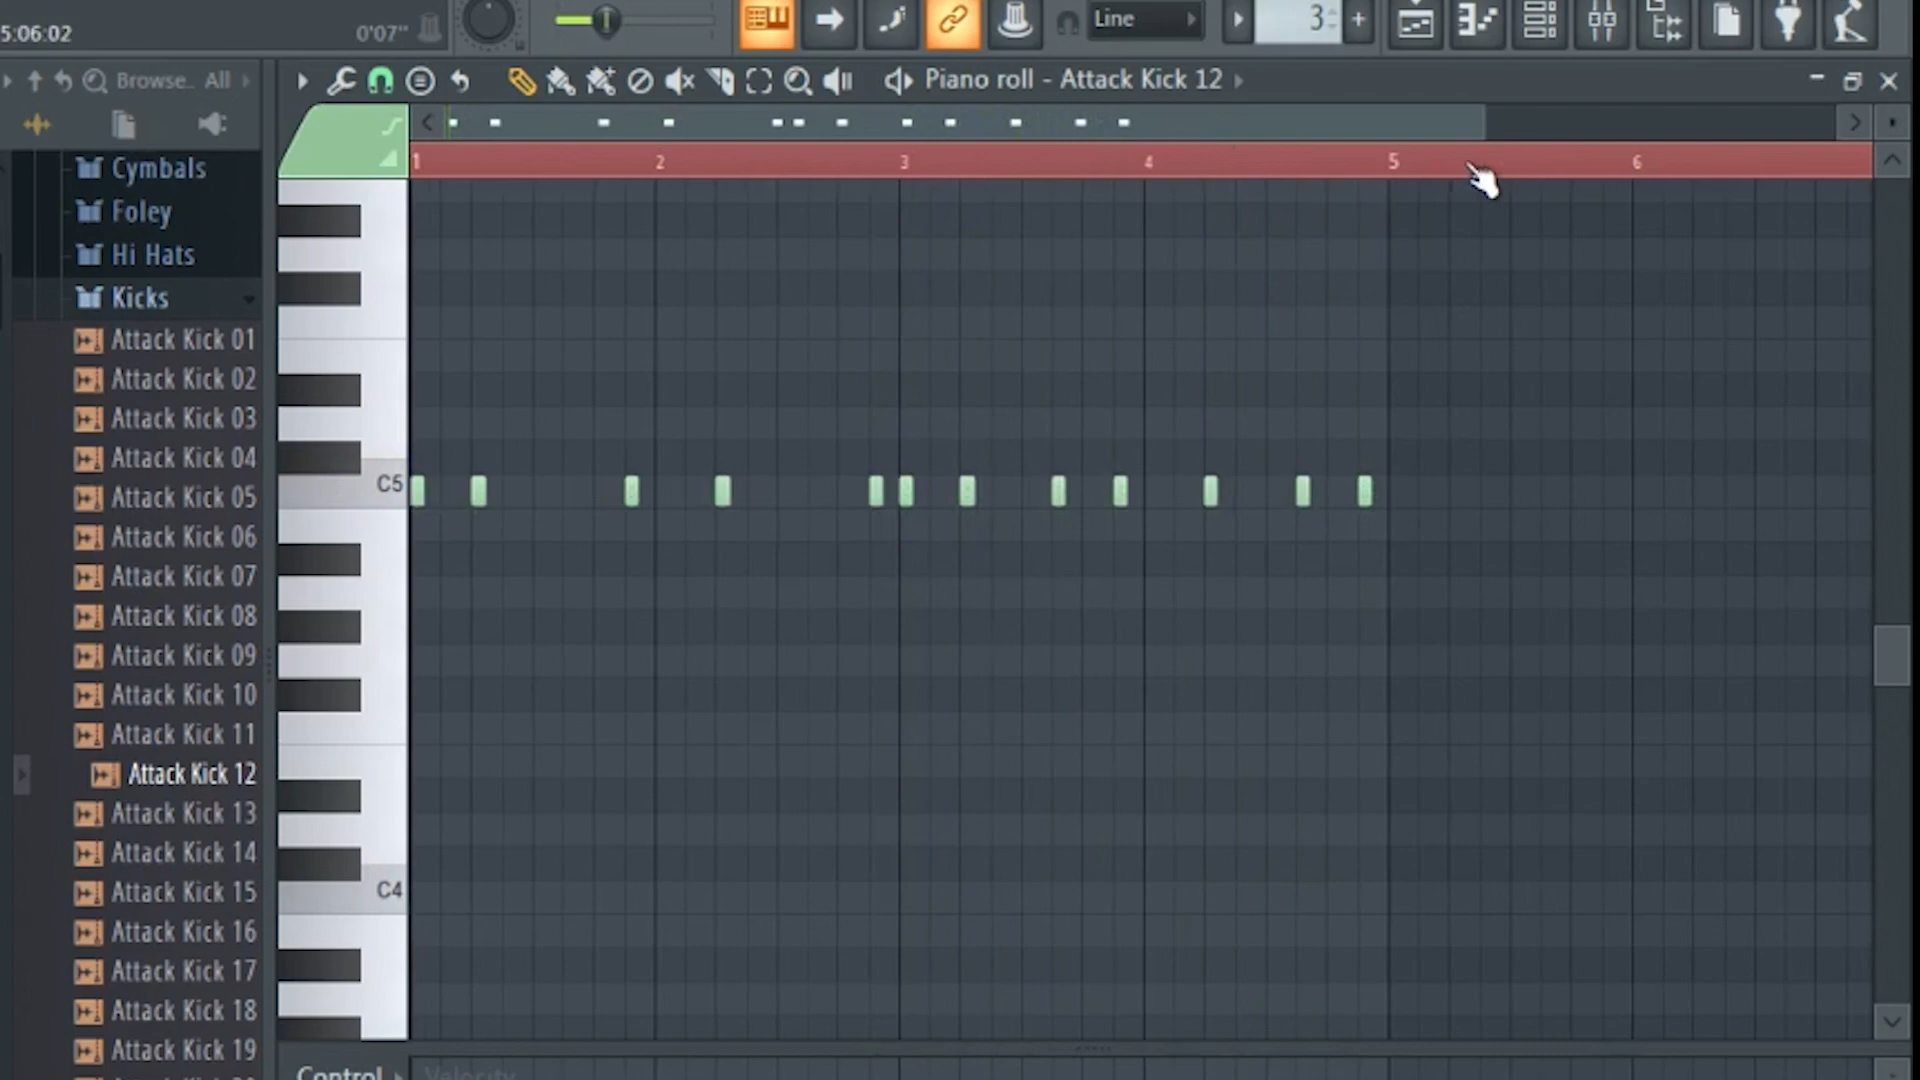 Line
3
5:06:02
0'07"
Browse.. All
Piano roll - Attack Kick 12
1 2 3 4 5 6
Cymbals
Foley
Hi Hats
Kicks
Attack Kick 01
Attack Kick 02
Attack Kick 03
Attack Kick 04
Attack Kick 05
Attack Kick 06
Attack Kick 07
Attack Kick 08
Attack Kick 09
Attack Kick 10
Attack Kick 11
Attack Kick 12
Attack Kick 13
Attack Kick 14
Attack Kick 15
Attack Kick 16
Attack Kick 17
Attack Kick 18
Attack Kick 19
C5
C4
Control
Velocity